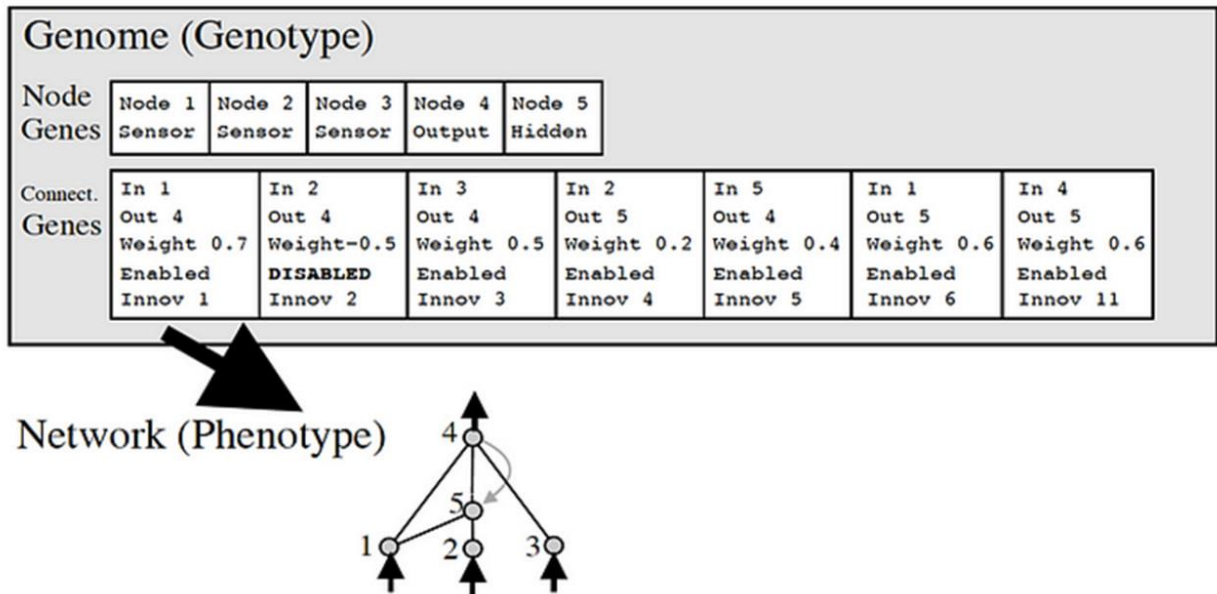 Genome (Genotype)
Node Genes
Node 1 Node 2 Node 3 Node 4 Node 5
Sensor Sensor Sensor Output Hidden
Connect. Genes
In 1 In 2 In 3 In 2 In 5 In 1 In 4
Out 4 Out 4 Out 4 Out 5 Out 4 Out 5 Out 5
Weight 0.7 Weight-0.5 Weight 0.5 Weight 0.2 Weight 0.4 Weight 0.6 Weight 0.6
Enabled DISABLED Enabled Enabled Enabled Enabled Enabled
Innov 1 Innov 2 Innov 3 Innov 4 Innov 5 Innov 6 Innov 11
Network (Phenotype)
4
5
1 2 3